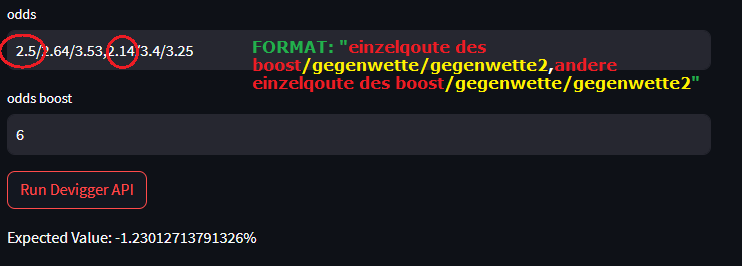 odds
2.5/2.64/3.53,2.14/3.4/3.25
FORMAT: "einzelqoute des
boost/gegenwette/gegenwette2,andere
einzelqoute des boost/gegenwette/gegenwette2"
odds boost
6
Run Devigger API
Expected Value: -1.23012713791326%